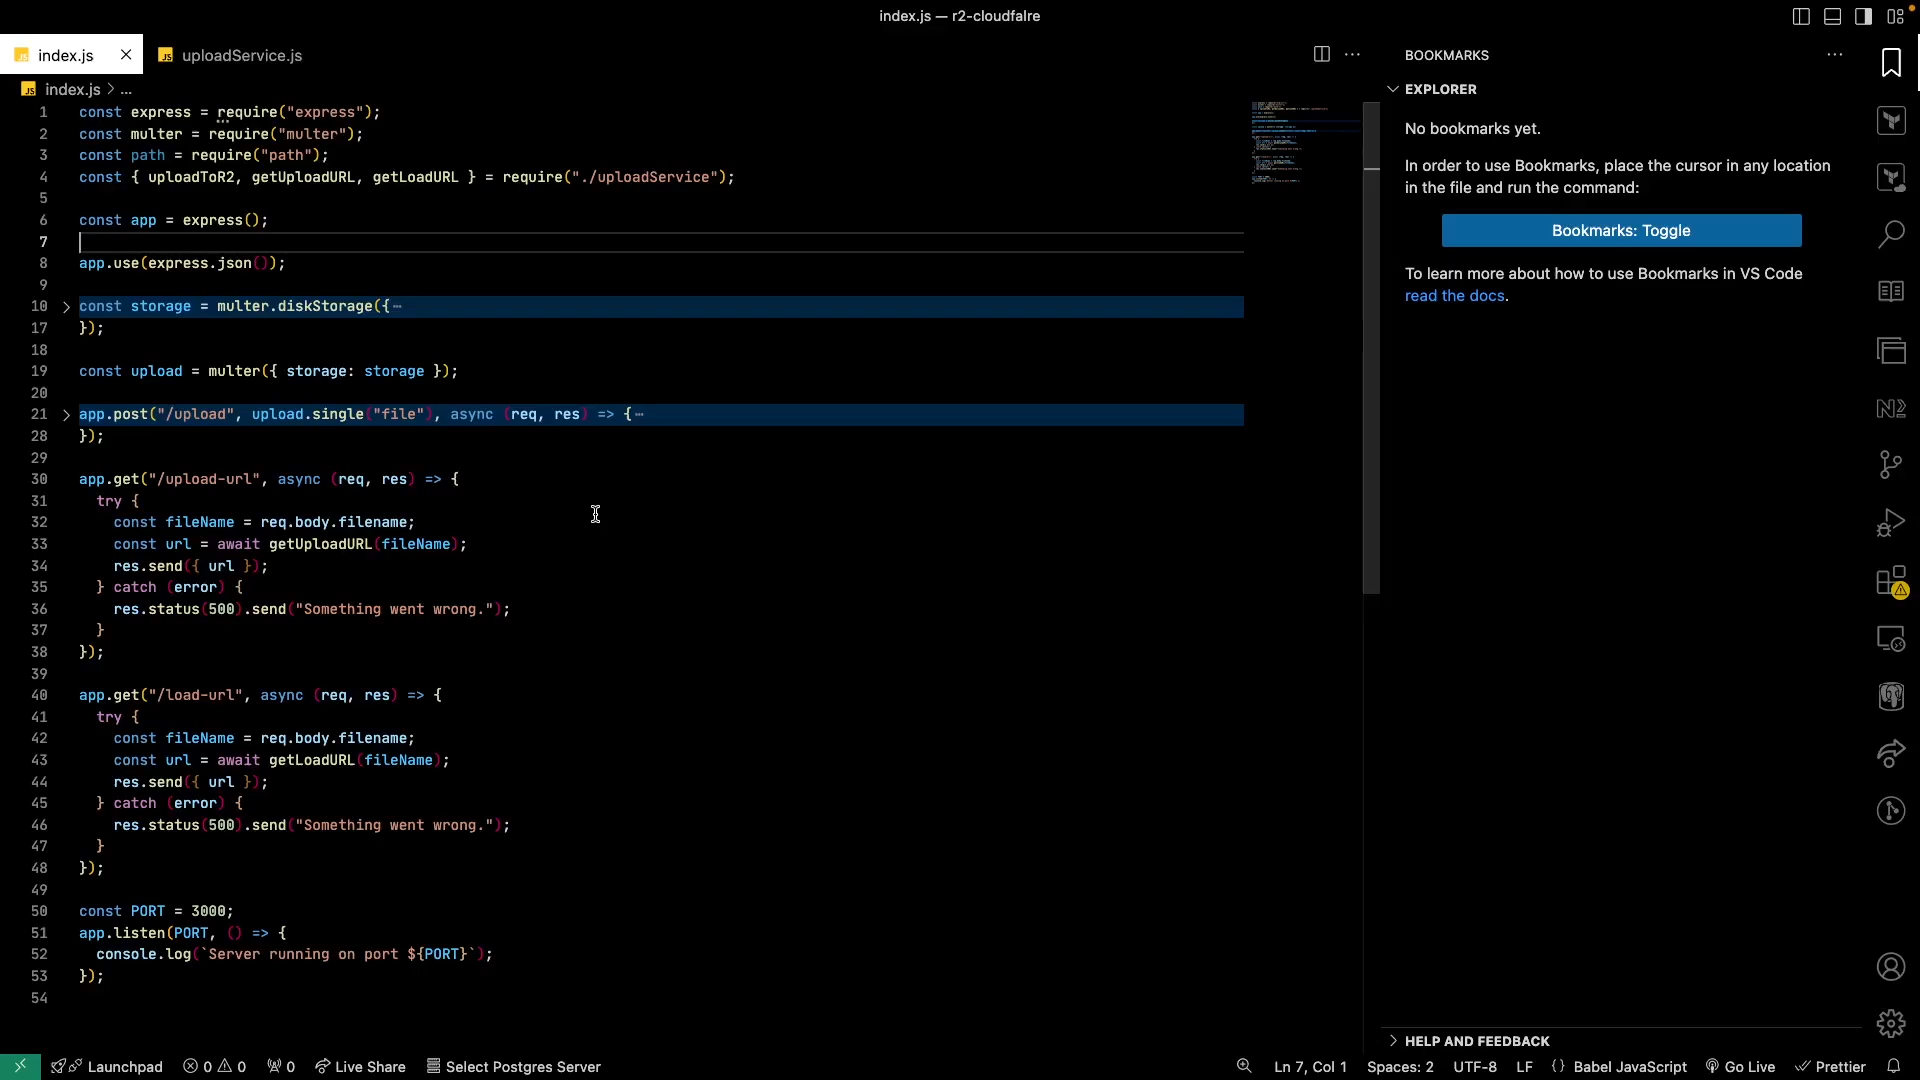 index.js — r2-cloudfalre
index.js
uploadService.js
index.js > ...
1 const express = require("express");
2 const multer = require("multer");
3 const path = require("path");
4 const { uploadToR2, getUploadURL, getLoadURL } = require("./uploadService");
5
6 const app = express();
7
8 app.use(express.json());
9
10 const storage = multer.diskStorage({⋯
17 });
18
19 const upload = multer({ storage: storage });
20
21 app.post("/upload", upload.single("file"), async (req, res) => {⋯
28 });
29
30 app.get("/upload-url", async (req, res) => {
31 try {
32 const fileName = req.body.filename;
33 const url = await getUploadURL(fileName);
34 res.send({ url });
35 } catch (error) {
36 res.status(500).send("Something went wrong.");
37 }
38 });
39
40 app.get("/load-url", async (req, res) => {
41 try {
42 const fileName = req.body.filename;
43 const url = await getLoadURL(fileName);
44 res.send({ url });
45 } catch (error) {
46 res.status(500).send("Something went wrong.");
47 }
48 });
49
50 const PORT = 3000;
51 app.listen(PORT, () => {
52 console.log(`Server running on port ${PORT}`);
53 });
54
BOOKMARKS
EXPLORER
No bookmarks yet.
In order to use Bookmarks, place the cursor in any location
in the file and run the command:
Bookmarks: Toggle
To learn more about how to use Bookmarks in VS Code
read the docs.
HELP AND FEEDBACK
Launchpad 0 0 0 Live Share Select Postgres Server Ln 7, Col 1 Spaces: 2 UTF-8 LF {} Babel JavaScript Go Live Prettier